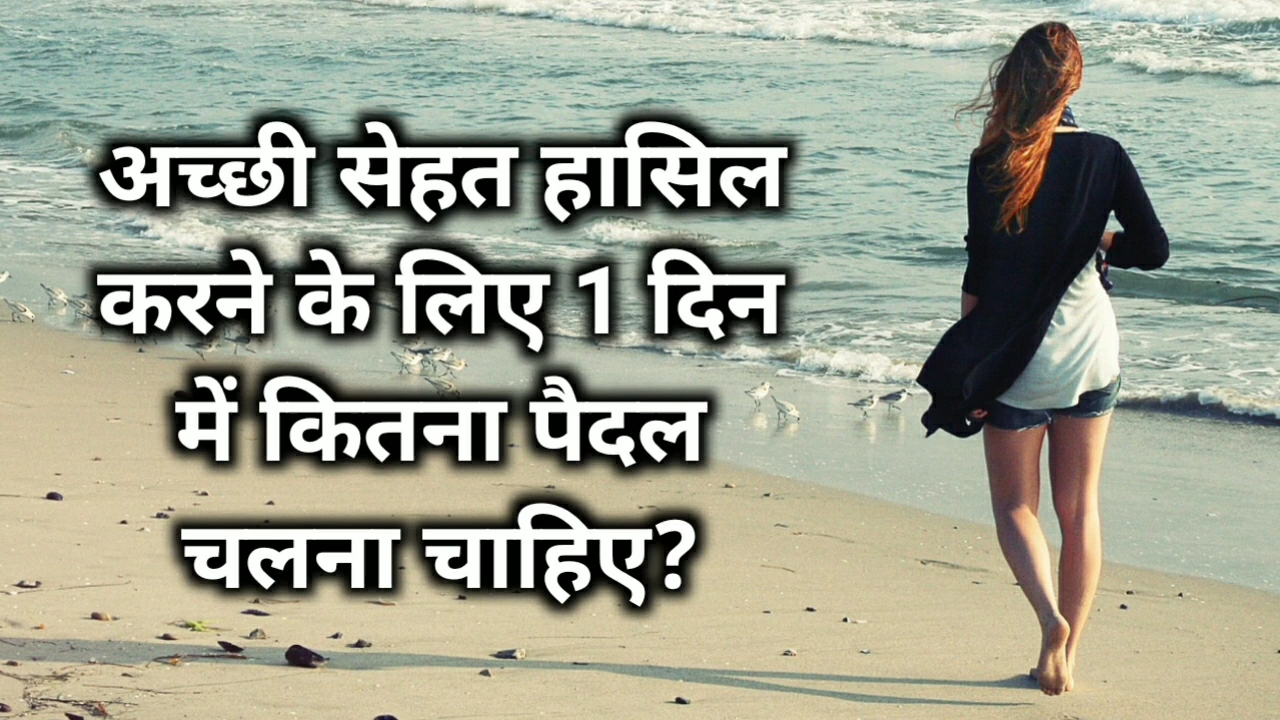 अच्छी सेहत हासिल
करने के लिए 1 दिन
में कितना पैदल
चलना चाहिए?